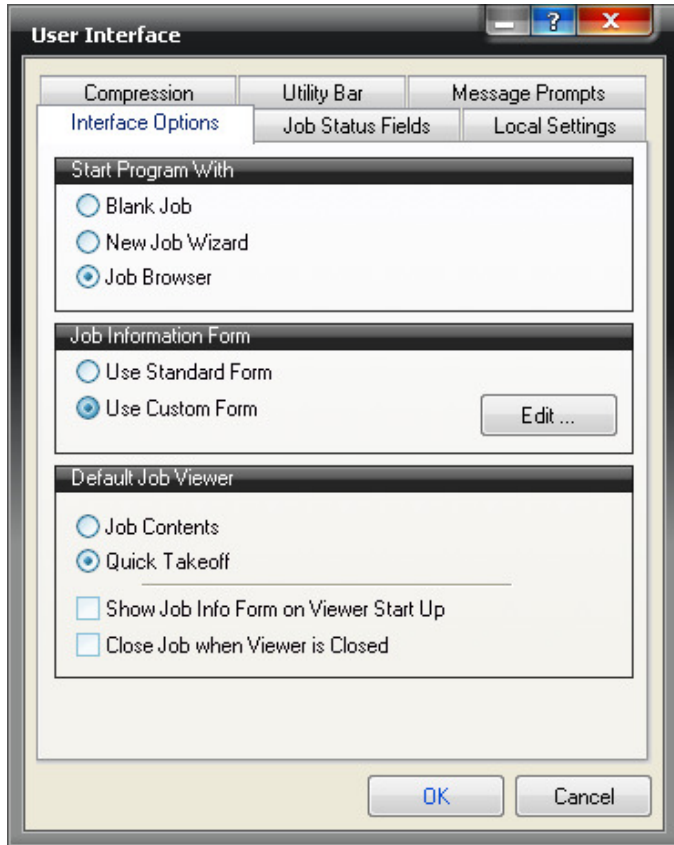 User Interface
?
X
Compression Utility Bar Message Prompts
Interface Options Job Status Fields Local Settings
Start Program With
Blank Job
New Job Wizard
Job Browser
Job Information Form
Use Standard Form
Use Custom Form
Edit ...
Default Job Viewer
Job Contents
Quick Takeoff
Show Job Info Form on Viewer Start Up
Close Job when Viewer is Closed
OK Cancel